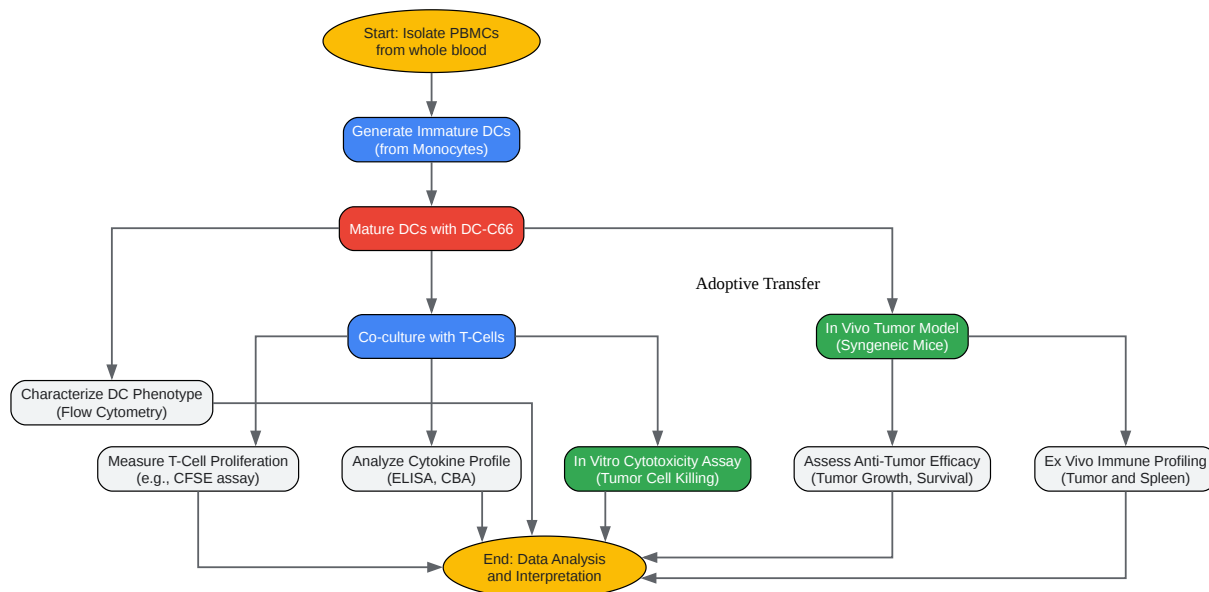 Start: Isolate PBMCs
from whole blood
Generate Immature DCs
(from Monocytes)
Mature DCs with DC-C66
Adoptive Transfer
Co-culture with T-Cells
In Vivo Tumor Model
(Syngeneic Mice)
Characterize DC Phenotype
(Flow Cytometry)
Measure T-Cell Proliferation
(e.g., CFSE assay)
Analyze Cytokine Profile
(ELISA, CBA)
In Vitro Cytotoxicity Assay
(Tumor Cell Killing)
Assess Anti-Tumor Efficacy
(Tumor Growth, Survival)
Ex Vivo Immune Profiling
(Tumor and Spleen)
End: Data Analysis
and Interpretation